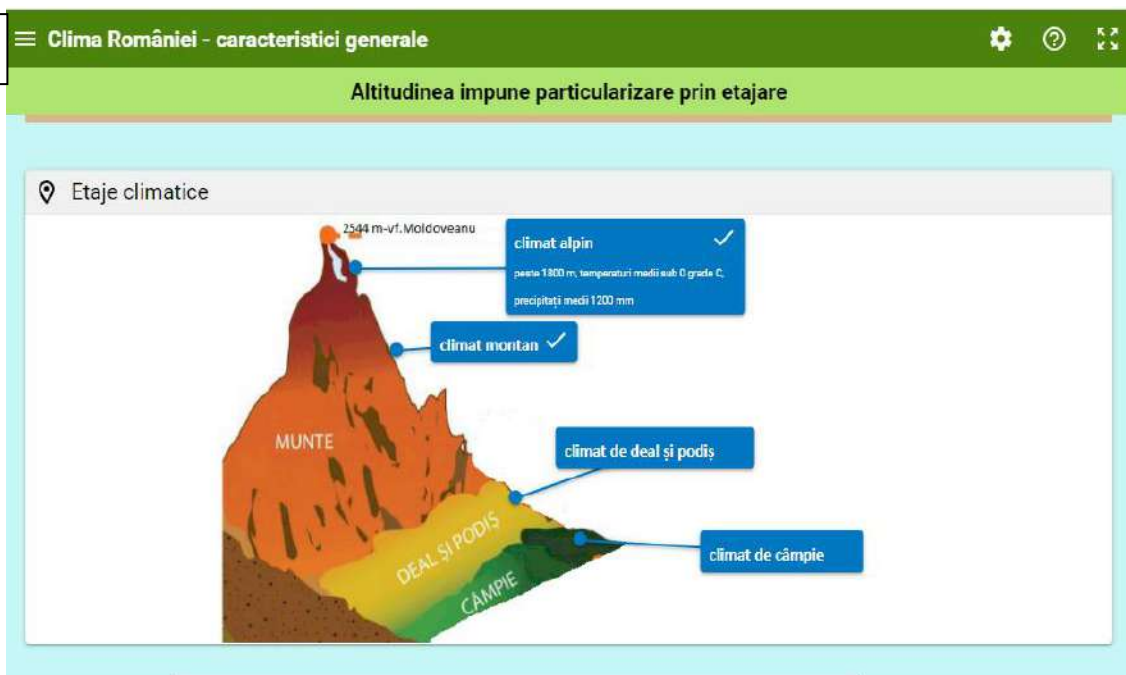 Clima României - caracteristici generale
Altitudinea impune particularizare prin etajare
Etaje climatice
2544 m-vf.Moldoveanu
climat alpin
peste 1800 m, temperaturi medii sub 0 grade C,
precipitați medii 1200 mm
climat montan
MUNTE
climat de deal și podiș
DEAL ȘI PODIȘ
climat de câmpie
CÂMPIE